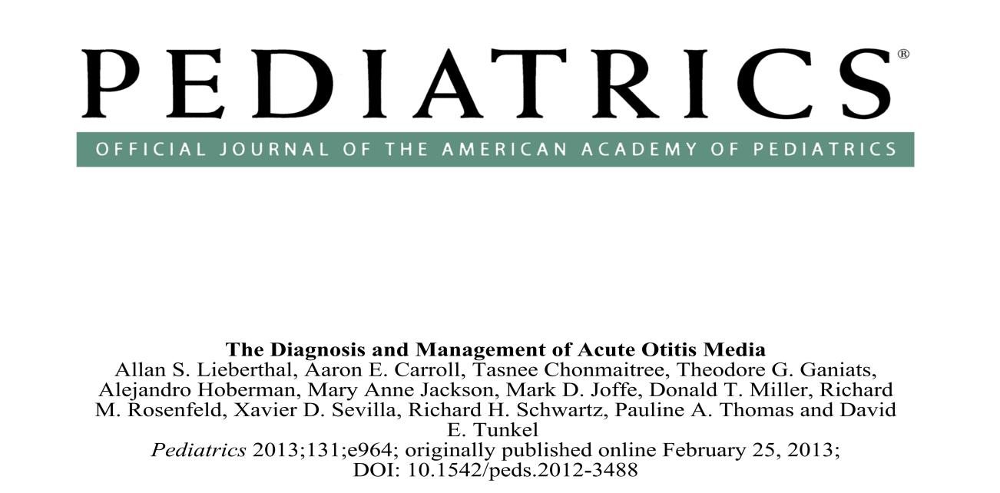 PEDIATRICS®
OFFICIAL JOURNAL OF THE AMERICAN ACADEMY OF PEDIATRICS
The Diagnosis and Management of Acute Otitis Media
Allan S. Lieberthal, Aaron E. Carroll, Tasnee Chonmaitree, Theodore G. Ganiats,
Alejandro Hoberman, Mary Anne Jackson, Mark D. Joffe, Donald T. Miller, Richard
M. Rosenfeld, Xavier D. Sevilla, Richard H. Schwartz, Pauline A. Thomas and David
E. Tunkel
Pediatrics 2013;131;e964; originally published online February 25, 2013;
DOI: 10.1542/peds.2012-3488